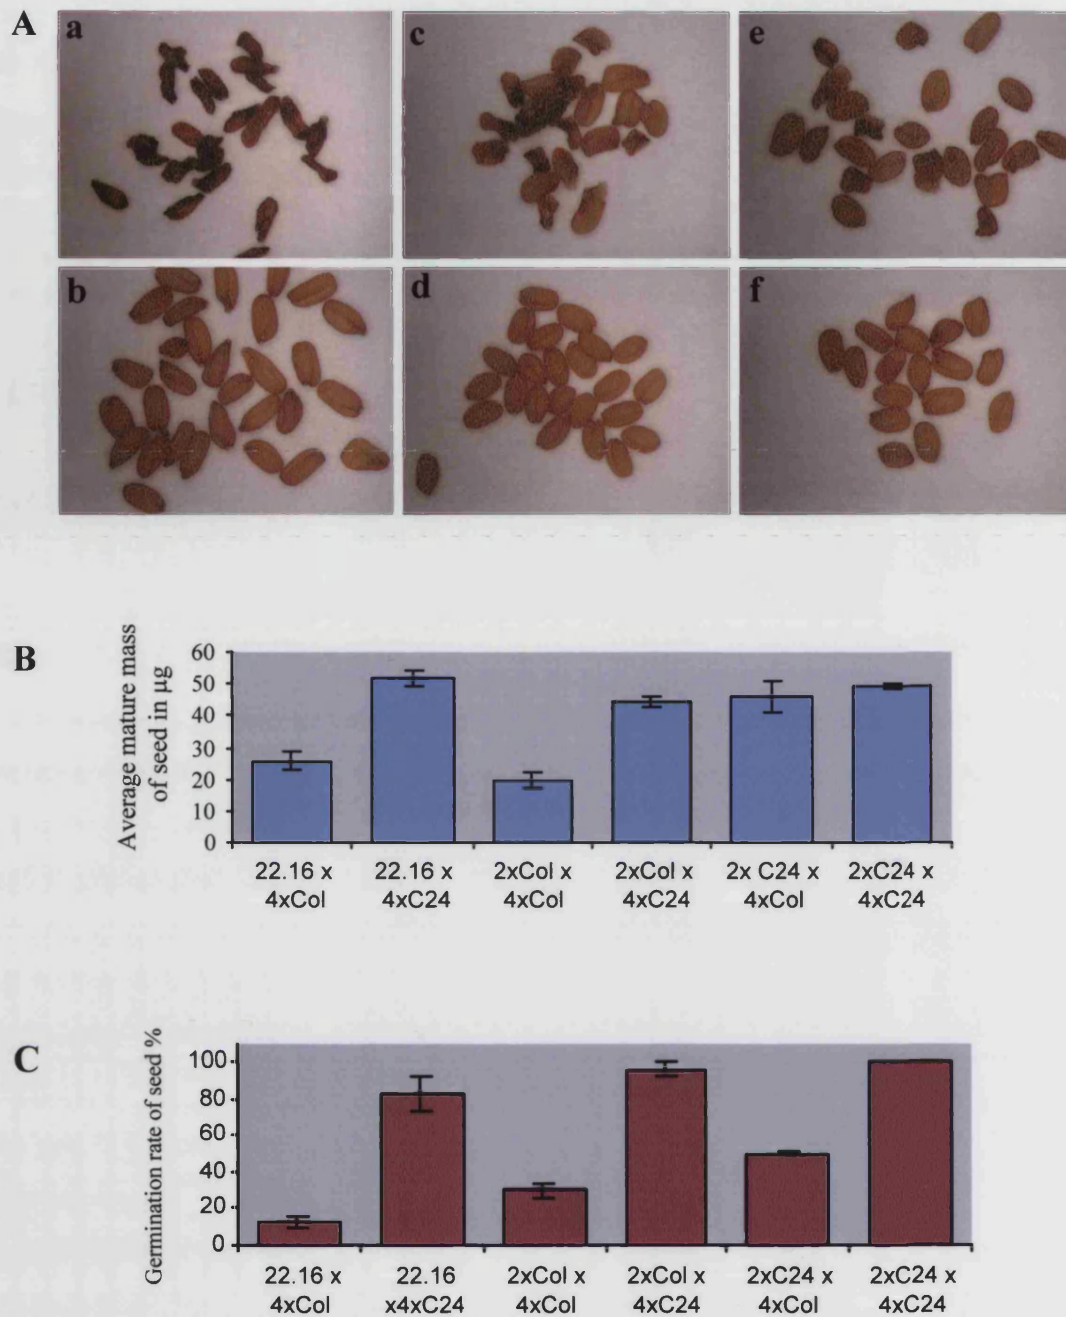 A
a
c
e
b
d
f
B
Average mature mass
of seed in µg
60
50
40
30
20
10
0
22.16 x
4xCol
22.16 x
4xC24
2xCol x
4xCol
2xCol x
4xC24
2x C24 x
4xCol
2xC24 x
4xC24
C
Germination rate of seed %
100
80
60
40
20
0
22.16 x
4xCol
22.16
x4xC24
2xCol x
4xCol
2xCol x
4xC24
2xC24 x
4xCol
2xC24 x
4xC24